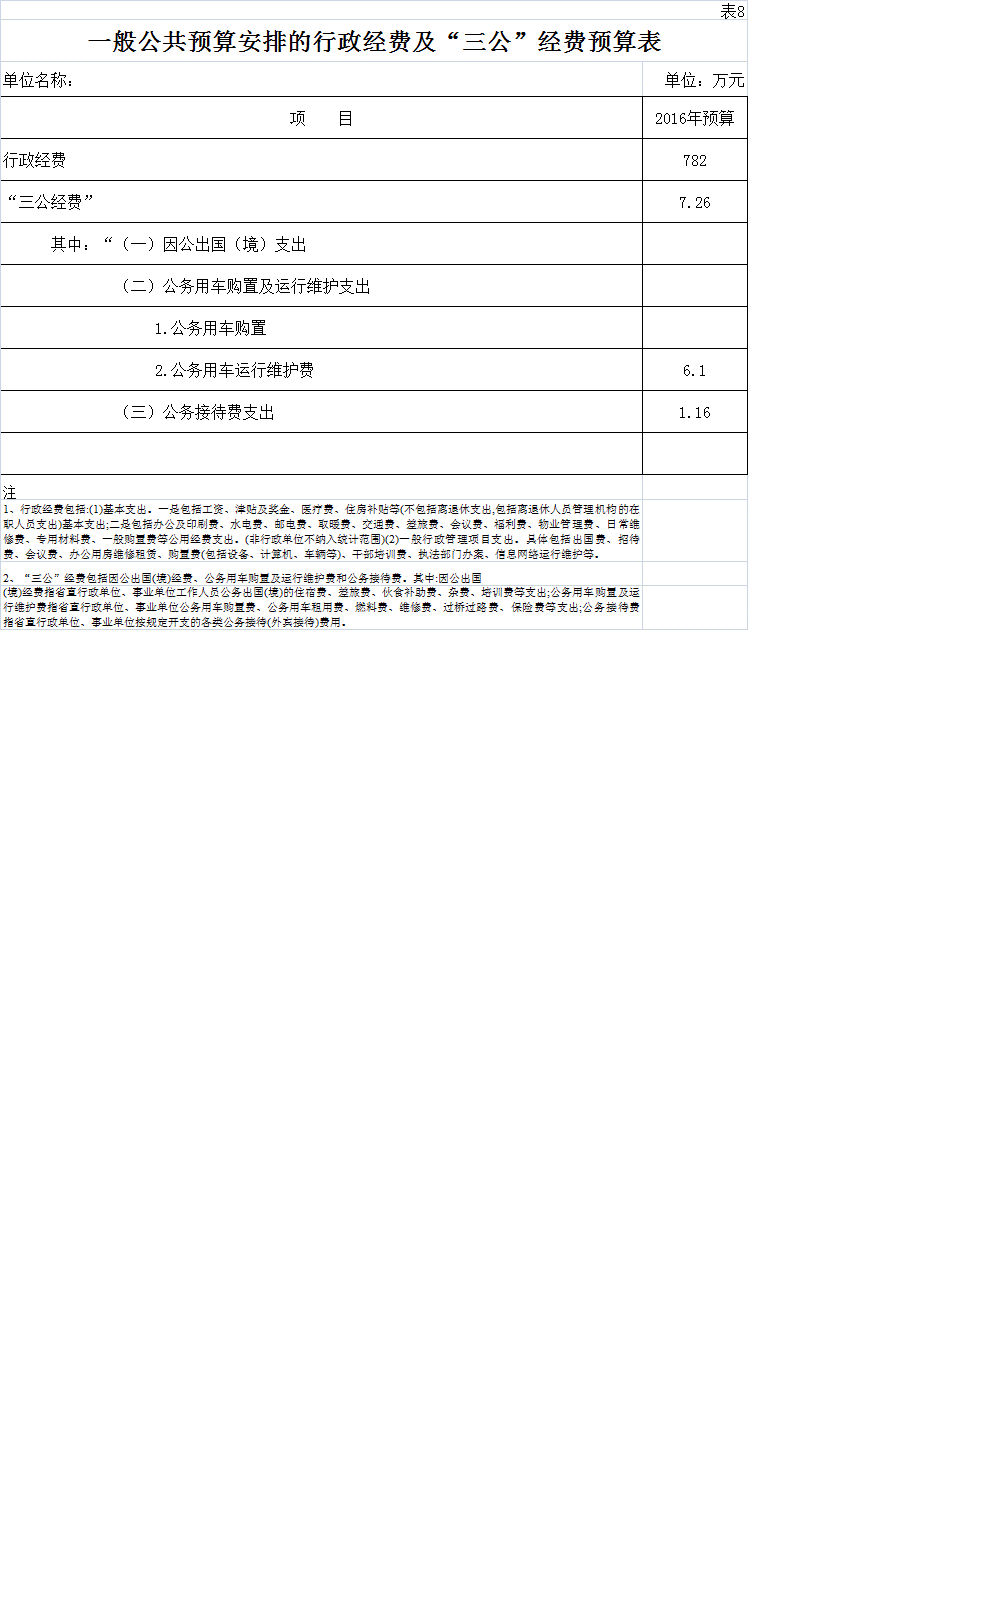 表8
一般公共预算安排的行政经费及“三公”经费预算表
单位名称： 单位：万元
项 目 2016年预算
行政经费 782
“三公经费” 7.26
其中：“（一）因公出国（境）支出
（二）公务用车购置及运行维护支出
1.公务用车购置
2.公务用车运行维护费 6.1
（三）公务接待费支出 1.16
注
1、行政经费包括:(1)基本支出。一是包括工资、津贴及奖金、医疗费、住房补贴等(不包括离退休支出,包括离退休人员管理机构的在
职人员支出)基本支出;二是包括办公及印刷费、水电费、邮电费、取暖费、交通费、差旅费、会议费、福利费、物业管理费、日常维
修费、专用材料费、一般购置费等公用经费支出。(非行政单位不纳入统计范围)(2)一般行政管理项目支出。具体包括出国费、招待
费、会议费、办公用房维修租赁、购置费(包括设备、计算机、车辆等)、干部培训费、执法部门办案、信息网络运行维护等。
2、“三公”经费包括因公出国(境)经费、公务用车购置及运行维护费和公务接待费。其中:因公出国
(境)经费指省直行政单位、事业单位工作人员公务出国(境)的住宿费、差旅费、伙食补助费、杂费、培训费等支出;公务用车购置及运
行维护费指省直行政单位、事业单位公务用车购置费、公务用车租用费、燃料费、维修费、过桥过路费、保险费等支出;公务接待费
指省直行政单位、事业单位按规定开支的各类公务接待(外宾接待)费用。